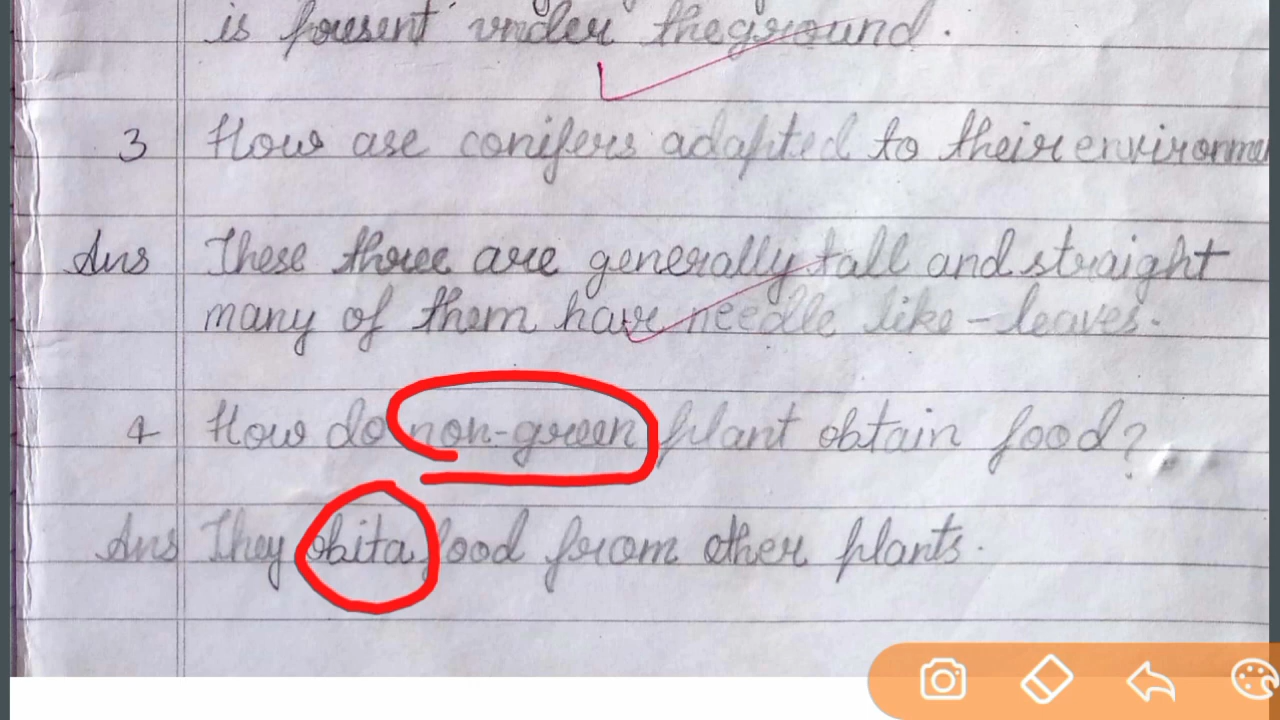 is present under the ground.
3 How are conifers adapted to their environme
Ans These three are generally tall and straight
many of them have needle like - leaves.
4 How do non-green plant obtain food?
Ans They obita food from other plants.